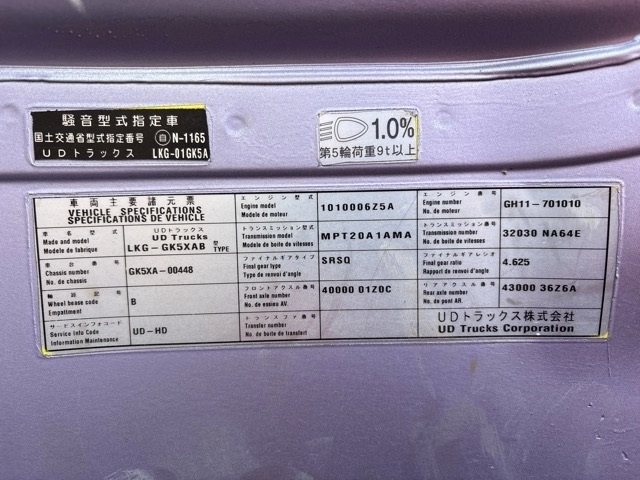 騒音型式指定車
国土交通省型式指定番号 自 N-1165
UDトラックス LKG-01GK5A
1.0%
第5輪荷重9t以上
車両主要諸元票
VEHICLE SPECIFICATIONS
SPECIFICATIONS DE VEHICLE
車名
Made and model
Modele de fabrique
UDトラックス
UD Trucks
LKG-GK5XAB
型式
TYPE
車台番号
Chassis number
No. de chassis
GK5XA-00448
軸距記号
Wheel base code
Empattement
B
サービスインフォコード
Service Info Code
Information Maintenance
UD-HD
エンジン型式
Engine model
Modele de moteur
1010006Z5A
トランスミッション型式
Transmission model
Modele de boite de vitesses
MPT20A1AMA
ファイナルギアタイプ
Final gear type
Type de renvoi d'angle
SRSQ
フロントアクスル番号
Front axle number
No. de essieu AV.
40000 01Z0C
トランスファ番号
Transfer number
No. de boite de transfert
エンジン番号
Engine number
No. de moteur
GH11-701010
トランスミッション番号
Transmission number
No. de boite de vitesses
32030 NA64E
ファイナルギアレシオ
Final gear ratio
Rapport de renvoi d'angle
4.625
リアアクスル番号
Rear axle number
No. de pont AR.
43000 36Z6A
UDトラックス株式会社
UD Trucks Corporation